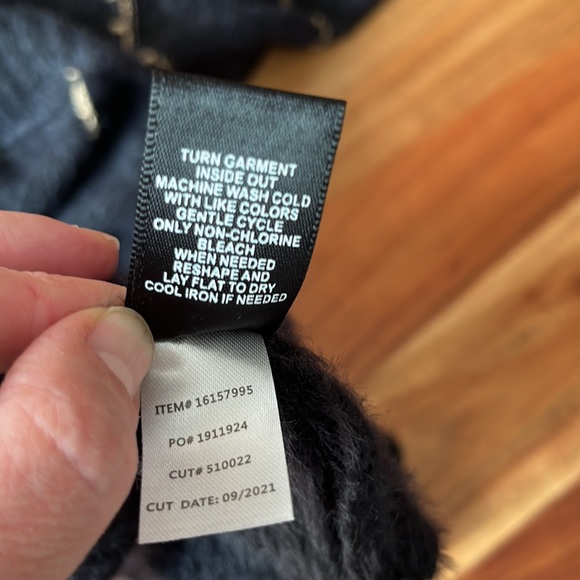 TURN GARMENT
INSIDE OUT
MACHINE WASH COLD
WITH LIKE COLORS
GENTLE CYCLE
ONLY NON-CHLORINE
BLEACH
WHEN NEEDED
RESHAPE AND
LAY FLAT TO DRY
COOL IRON IF NEEDED
ITEM# 16157995
PO# 1911924
CUT# 510022
CUT DATE: 09/2021